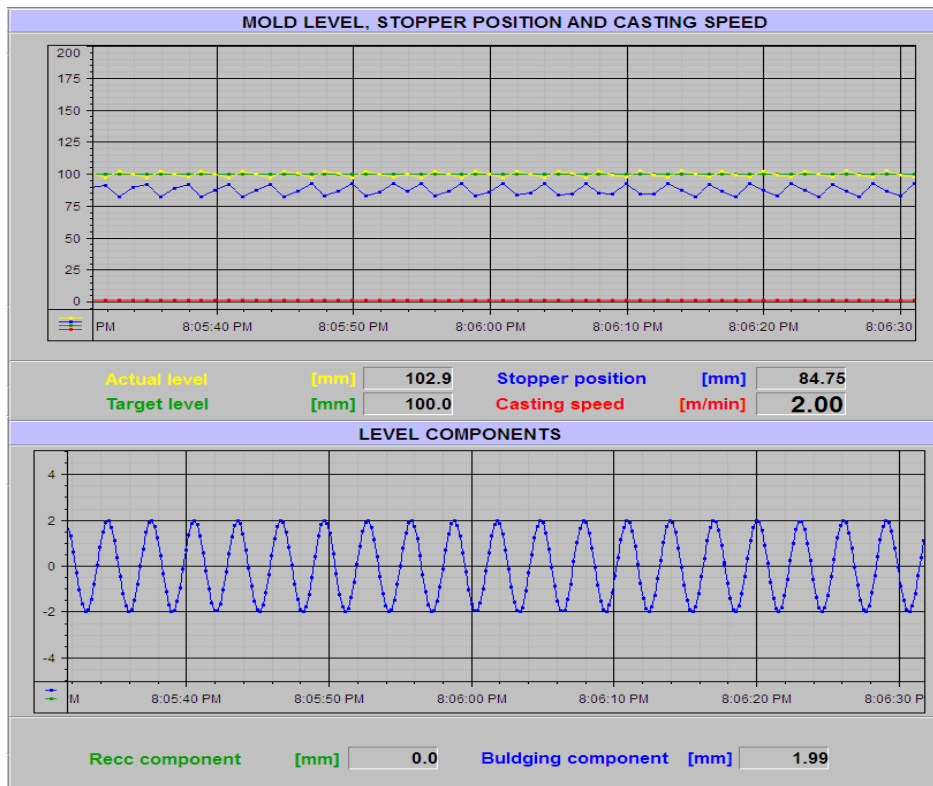 MOLD LEVEL, STOPPER POSITION AND CASTING SPEED
200
175
150
125
100
75
50
25
0
PM 8:05:40 PM 8:05:50 PM 8:06:00 PM 8:06:10 PM 8:06:20 PM 8:06:30
Actual level [mm] 102.9 Stopper position [mm] 84.75
Target level [mm] 100.0 Casting speed [m/min] 2.00
LEVEL COMPONENTS
4
2
0
-2
-4
M 8:05:40 PM 8:05:50 PM 8:06:00 PM 8:06:10 PM 8:06:20 PM 8:06:30 P
Recc component [mm] 0.0 Buldging component [mm] 1.99